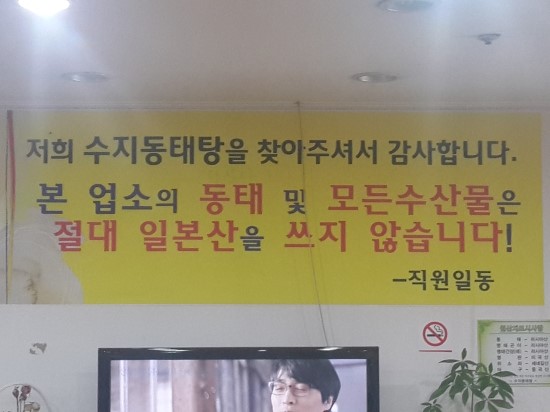 저희 수지동태탕을 찾아주셔서 감사합니다.
본 업소의 동태 및 모든수산물은
절대 일본산을 쓰지 않습니다!
-직원일동